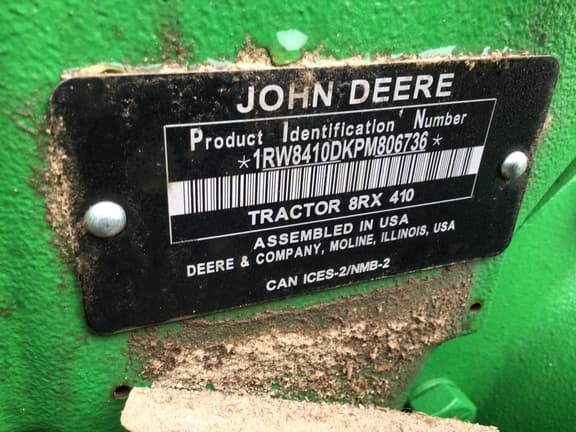 JOHN DEERE
Product Identification Number
*1RW8410DKPM806736*
TRACTOR 8RX 410
ASSEMBLED IN USA
DEERE & COMPANY, MOLINE, ILLINOIS, USA
CAN ICES-2/NMB-2